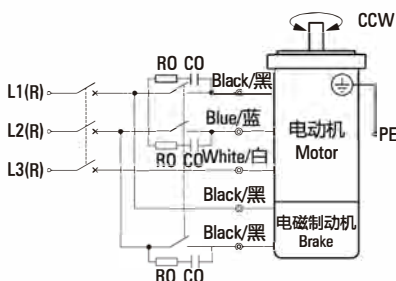 CCW
RO CO
L1(R)
Black/黑
L2(R)
Blue/蓝
电动机
Motor
PE
RO CO
White/白
L3(R)
Black/黑
电磁制动机
Brake
Black/黑
RO CO